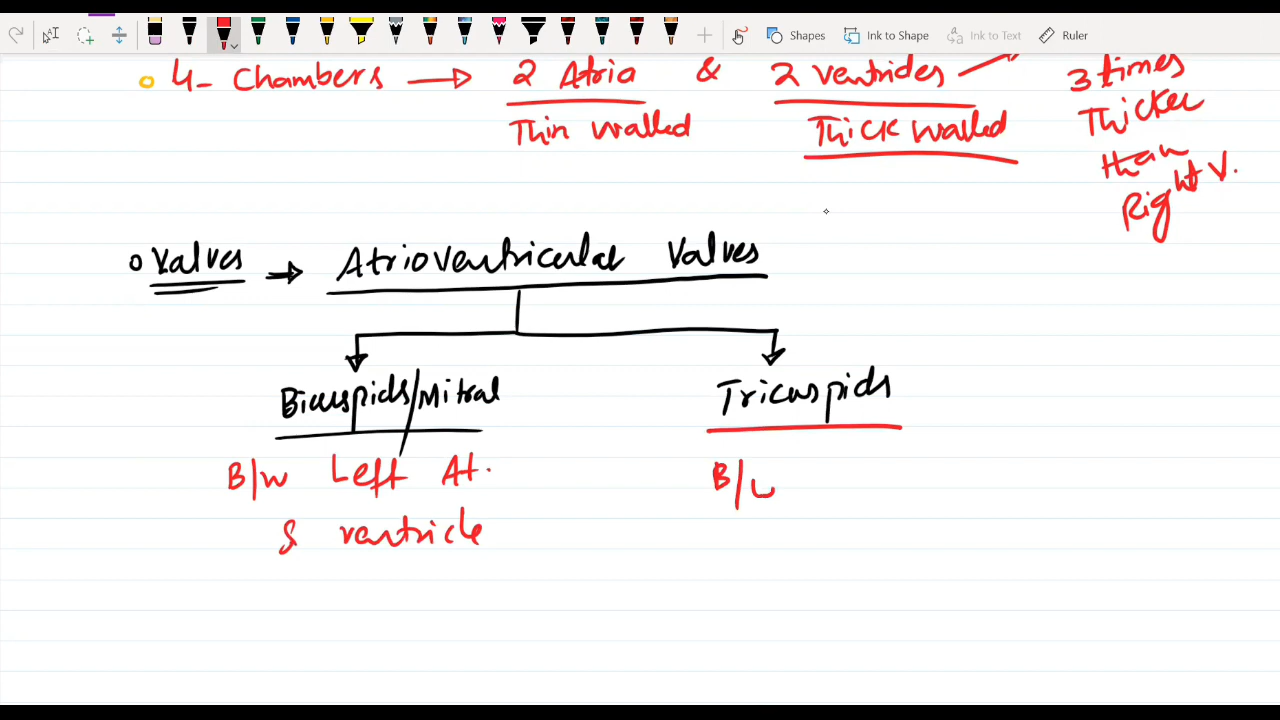 Shapes Ink to Shape Ink to Text Ruler
4- Chambers → 2 Atria & 2 ventricles
3 times
Thin walled Thick walled Thicker
than
Right V.
Valves → Atrioventricular Valves
Bicuspids/Mitral Tricuspids
B/w Left At. B/
& ventricle